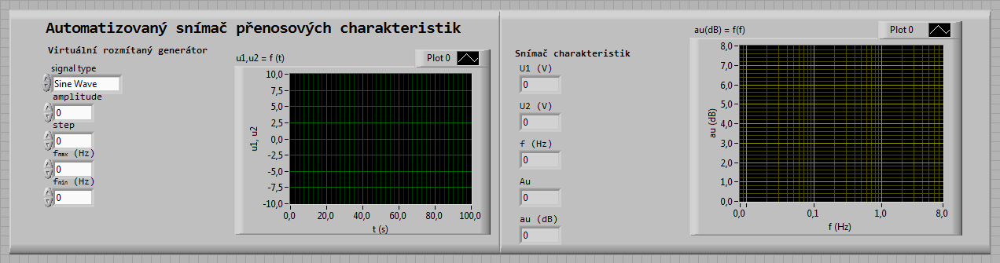 Automatizovaný snímač přenosových charakteristik
Virtuální rozmítaný generátor
signal type
Sine Wave
amplitude
0
step
0
fmax (Hz)
0
fmin (Hz)
0
u1,u2 = f (t)
Plot 0
u1, u2
10,0
7,5
5,0
2,5
0,0
-2,5
-5,0
-7,5
-10,0
0,0 20,0 40,0 60,0 80,0 100,0
t (s)
Snímač charakteristik
U1 (V)
0
U2 (V)
0
f (Hz)
0
Au
0
au (dB)
0
au(dB) = f(f)
Plot 0
au (dB)
8,0
7,0
6,0
5,0
4,0
3,0
2,0
1,0
0,0
0,0 0,1 1,0 8,0
f (Hz)